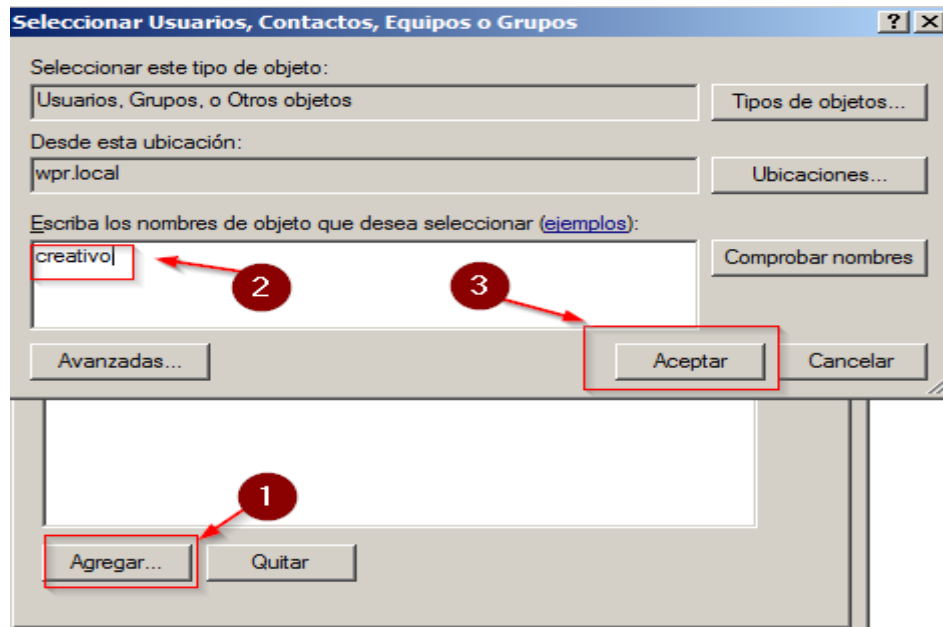 Seleccionar Usuarios, Contactos, Equipos o Grupos
Seleccionar este tipo de objeto:
Usuarios, Grupos, o Otros objetos
Tipos de objetos...
Desde esta ubicación:
wpr.local
Ubicaciones...
Escriba los nombres de objeto que desea seleccionar (ejemplos):
creativo
Comprobar nombres
2
3
Avanzadas...
Aceptar
Cancelar
1
Agregar...
Quitar